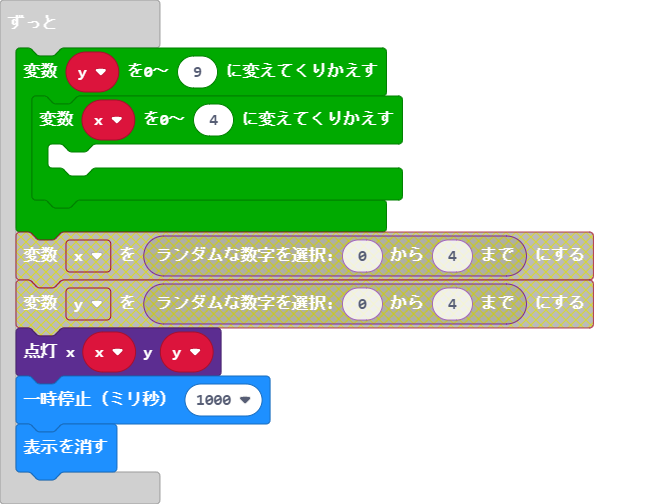 ずっと
変数 y を0～ 9 に変えてくりかえす
変数 x を0～ 4 に変えてくりかえす
変数 x を ランダムな数字を選択: 0 から 4 まで にする
変数 y を ランダムな数字を選択: 0 から 4 まで にする
点灯 x x y y
一時停止（ミリ秒） 1000
表示を消す